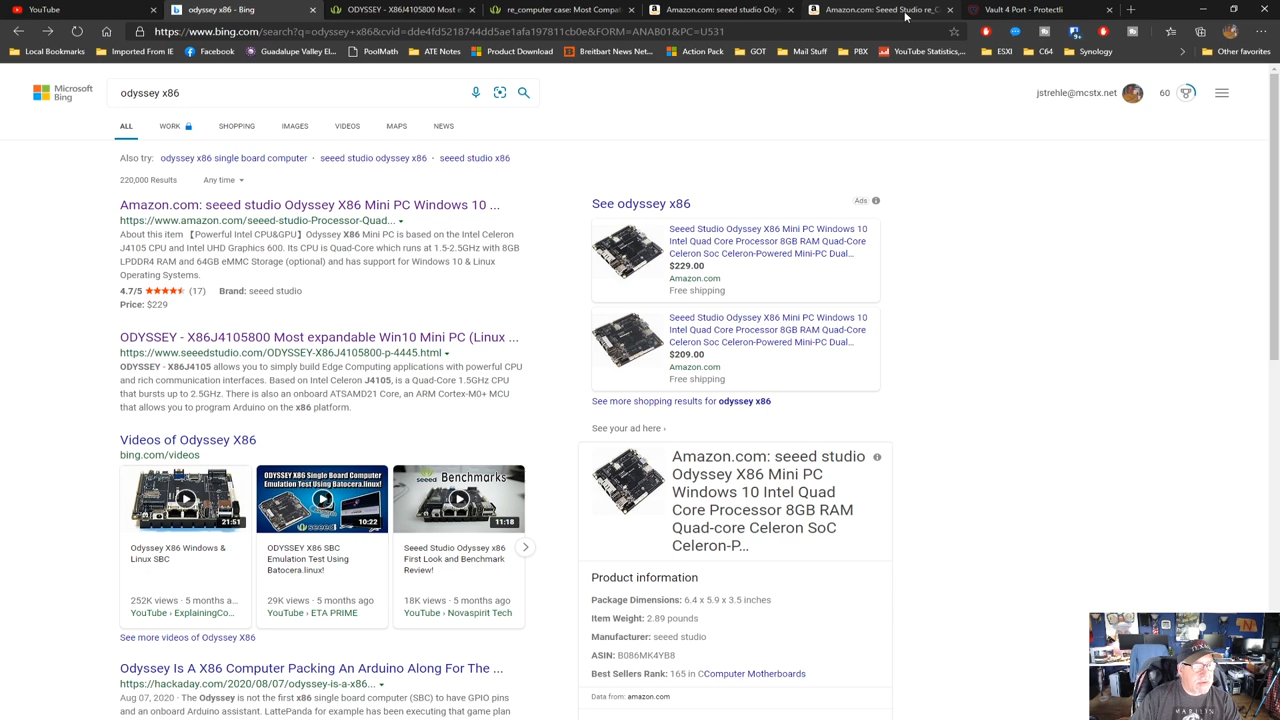 YouTube
odyssey x86 - Bing
ODYSSEY - X86J4105800 Most e
re_computer case: Most Compat
Amazon.com: Seeed Studio Ody
Amazon.com: Seeed Studio re_C
Vault 4 Port - Protectli
https://www.bing.com/search?q=odyssey+x86&cvid=dde4fd5218744dd5ae1afa197811cb0e&FORM=ANAB01&PC=U531
Local Bookmarks
Imported From IE
Facebook
Guadalupe Valley El...
PoolMath
ATE Notes
Product Download
Breitbart News Net...
Action Pack
GOT
Mail Stuff
PBX
YouTube Statistics,...
ESXI
C64
Synology
Other favorites
Microsoft
Bing
odyssey x86
jstrehle@mcstx.net
60
ALL
WORK
SHOPPING
IMAGES
VIDEOS
MAPS
NEWS
Also try: odyssey x86 single board computer · seeed studio odyssey x86 · seeed studio x86
220,000 Results
Any time
Amazon.com: seeed studio Odyssey X86 Mini PC Windows 10 ...
https://www.amazon.com/seeed-studio-Processor-Quad...
About this item 【Powerful Intel CPU&GPU】Odyssey X86 Mini PC is based on the Intel Celeron
J4105 CPU and Intel UHD Graphics 600. Its CPU is Quad-Core which runs at 1.5-2.5GHz with 8GB
LPDDR4 RAM and 64GB eMMC Storage (optional) and has support for Windows 10 & Linux
Operating Systems.
4.7/5
(17)
Brand: seeed studio
Price: $229
ODYSSEY - X86J4105800 Most expandable Win10 Mini PC (Linux ...
https://www.seeedstudio.com/ODYSSEY-X86J4105800-p-4445.html
ODYSSEY - X86J4105 allows you to simply build Edge Computing applications with powerful CPU
and rich communication interfaces. Based on Intel Celeron J4105, is a Quad-Core 1.5GHz CPU
that bursts up to 2.5GHz. There is also an onboard ATSAMD21 Core, an ARM Cortex-M0+ MCU
that allows you to program Arduino on the x86 platform.
Videos of Odyssey X86
bing.com/videos
21:51
ODYSSEY X86 Single Board Computer
Emulation Test Using Batocera.linux!
seeed
10:22
seeed
Benchmarks
11:18
Odyssey X86 Windows &
Linux SBC
252K views · 5 months a...
YouTube › ExplainingCo...
ODYSSEY X86 SBC
Emulation Test Using
Batocera.linux!
29K views · 5 months ago
YouTube › ETA PRIME
Seeed Studio Odyssey x86
First Look and Benchmark
Review!
18K views · 5 months ago
YouTube › Novaspirit Tech
See more videos of Odyssey X86
Odyssey Is A X86 Computer Packing An Arduino Along For The ...
https://hackaday.com/2020/08/07/odyssey-is-a-x86...
Aug 07, 2020 · The Odyssey is not the first x86 single board computer (SBC) to have GPIO pins
and an onboard Arduino assistant. LattePanda for example has been executing that game plan
See odyssey x86
Ads
Seeed Studio Odyssey X86 Mini PC Windows 10
Intel Quad Core Processor 8GB RAM Quad-Core
Celeron Soc Celeron-Powered Mini-PC Dual...
$229.00
Amazon.com
Free shipping
Seeed Studio Odyssey X86 Mini PC Windows 10
Intel Quad Core Processor 8GB RAM Quad-Core
Celeron Soc Celeron-Powered Mini-PC Dual...
$209.00
Amazon.com
Free shipping
See more shopping results for odyssey x86
See your ad here ›
Amazon.com: seeed studio
Odyssey X86 Mini PC
Windows 10 Intel Quad
Core Processor 8GB RAM
Quad-core Celeron SoC
Celeron-P...
Product information
Package Dimensions: 6.4 x 5.9 x 3.5 inches
Item Weight: 2.89 pounds
Manufacturer: seeed studio
ASIN: B086MK4YB8
Best Sellers Rank: 165 in CComputer Motherboards
Data from: amazon.com